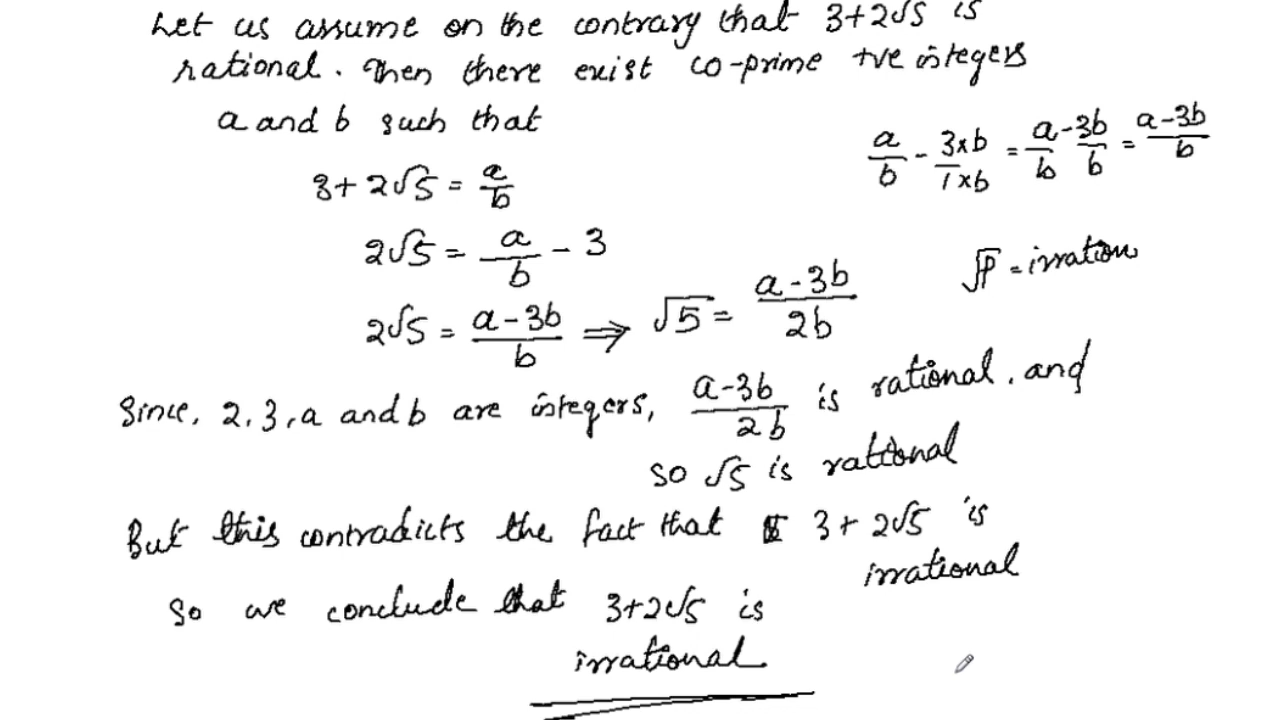 Let us assume on the contrary that 3+2√5 is
rational. Then there exist co-prime +ve integers
a and b such that
3+2√5 = a/b
a/b - 3×b/1×b = a/b - 3b/b = a-3b/b
2√5 = a/b - 3
√P = irration
2√5 = a-3b/b ⇒ √5 = a-3b/2b
Since, 2,3,a and b are integers, a-3b/2b is rational. and
so √5 is rational
But this contradicts the fact that 3+2√5 is
irrational
So we conclude that 3+2√5 is
irrational